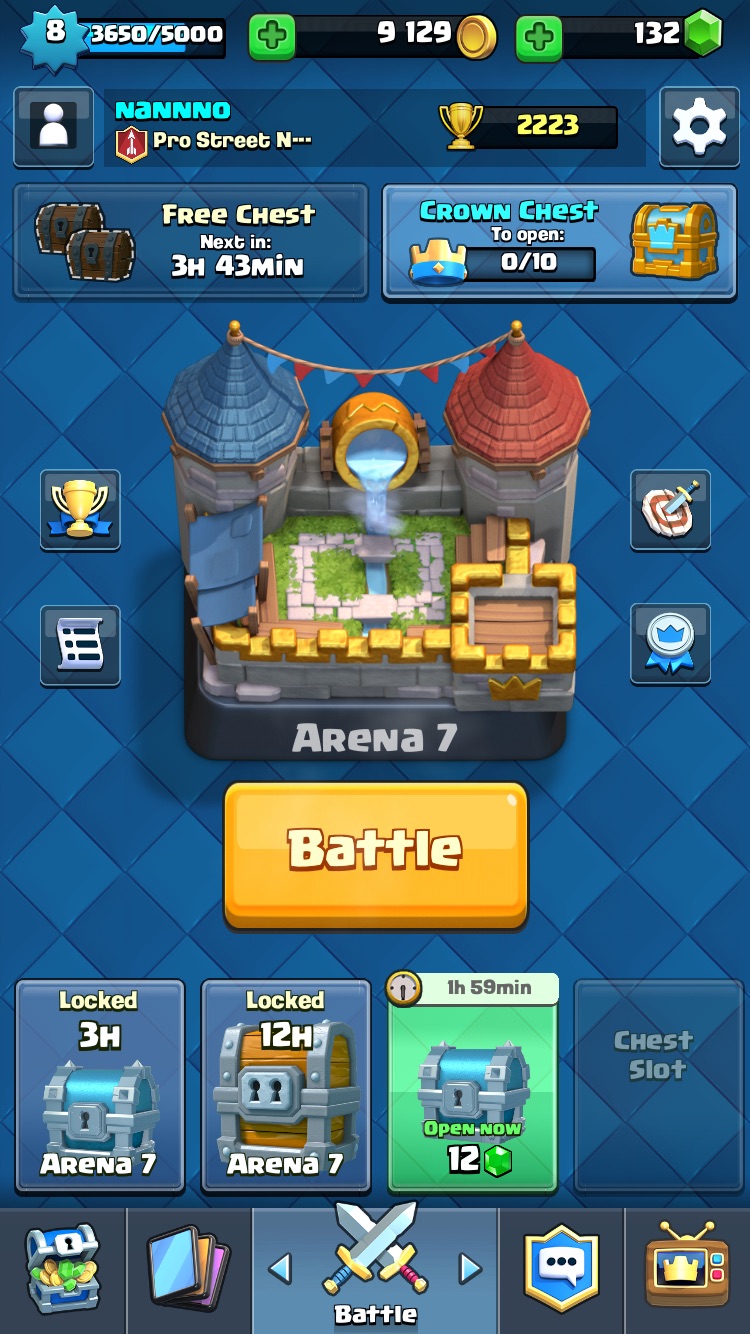 8
3650/5000
9 129
132
NANNNO
Pro Street N...
2223
Free Chest
Next in:
3h 43min
Crown Chest
To open:
0/10
Arena 7
Battle
Locked
3h
Arena 7
Locked
12h
Arena 7
1h 59min
Open now
12
Chest
Slot
Battle